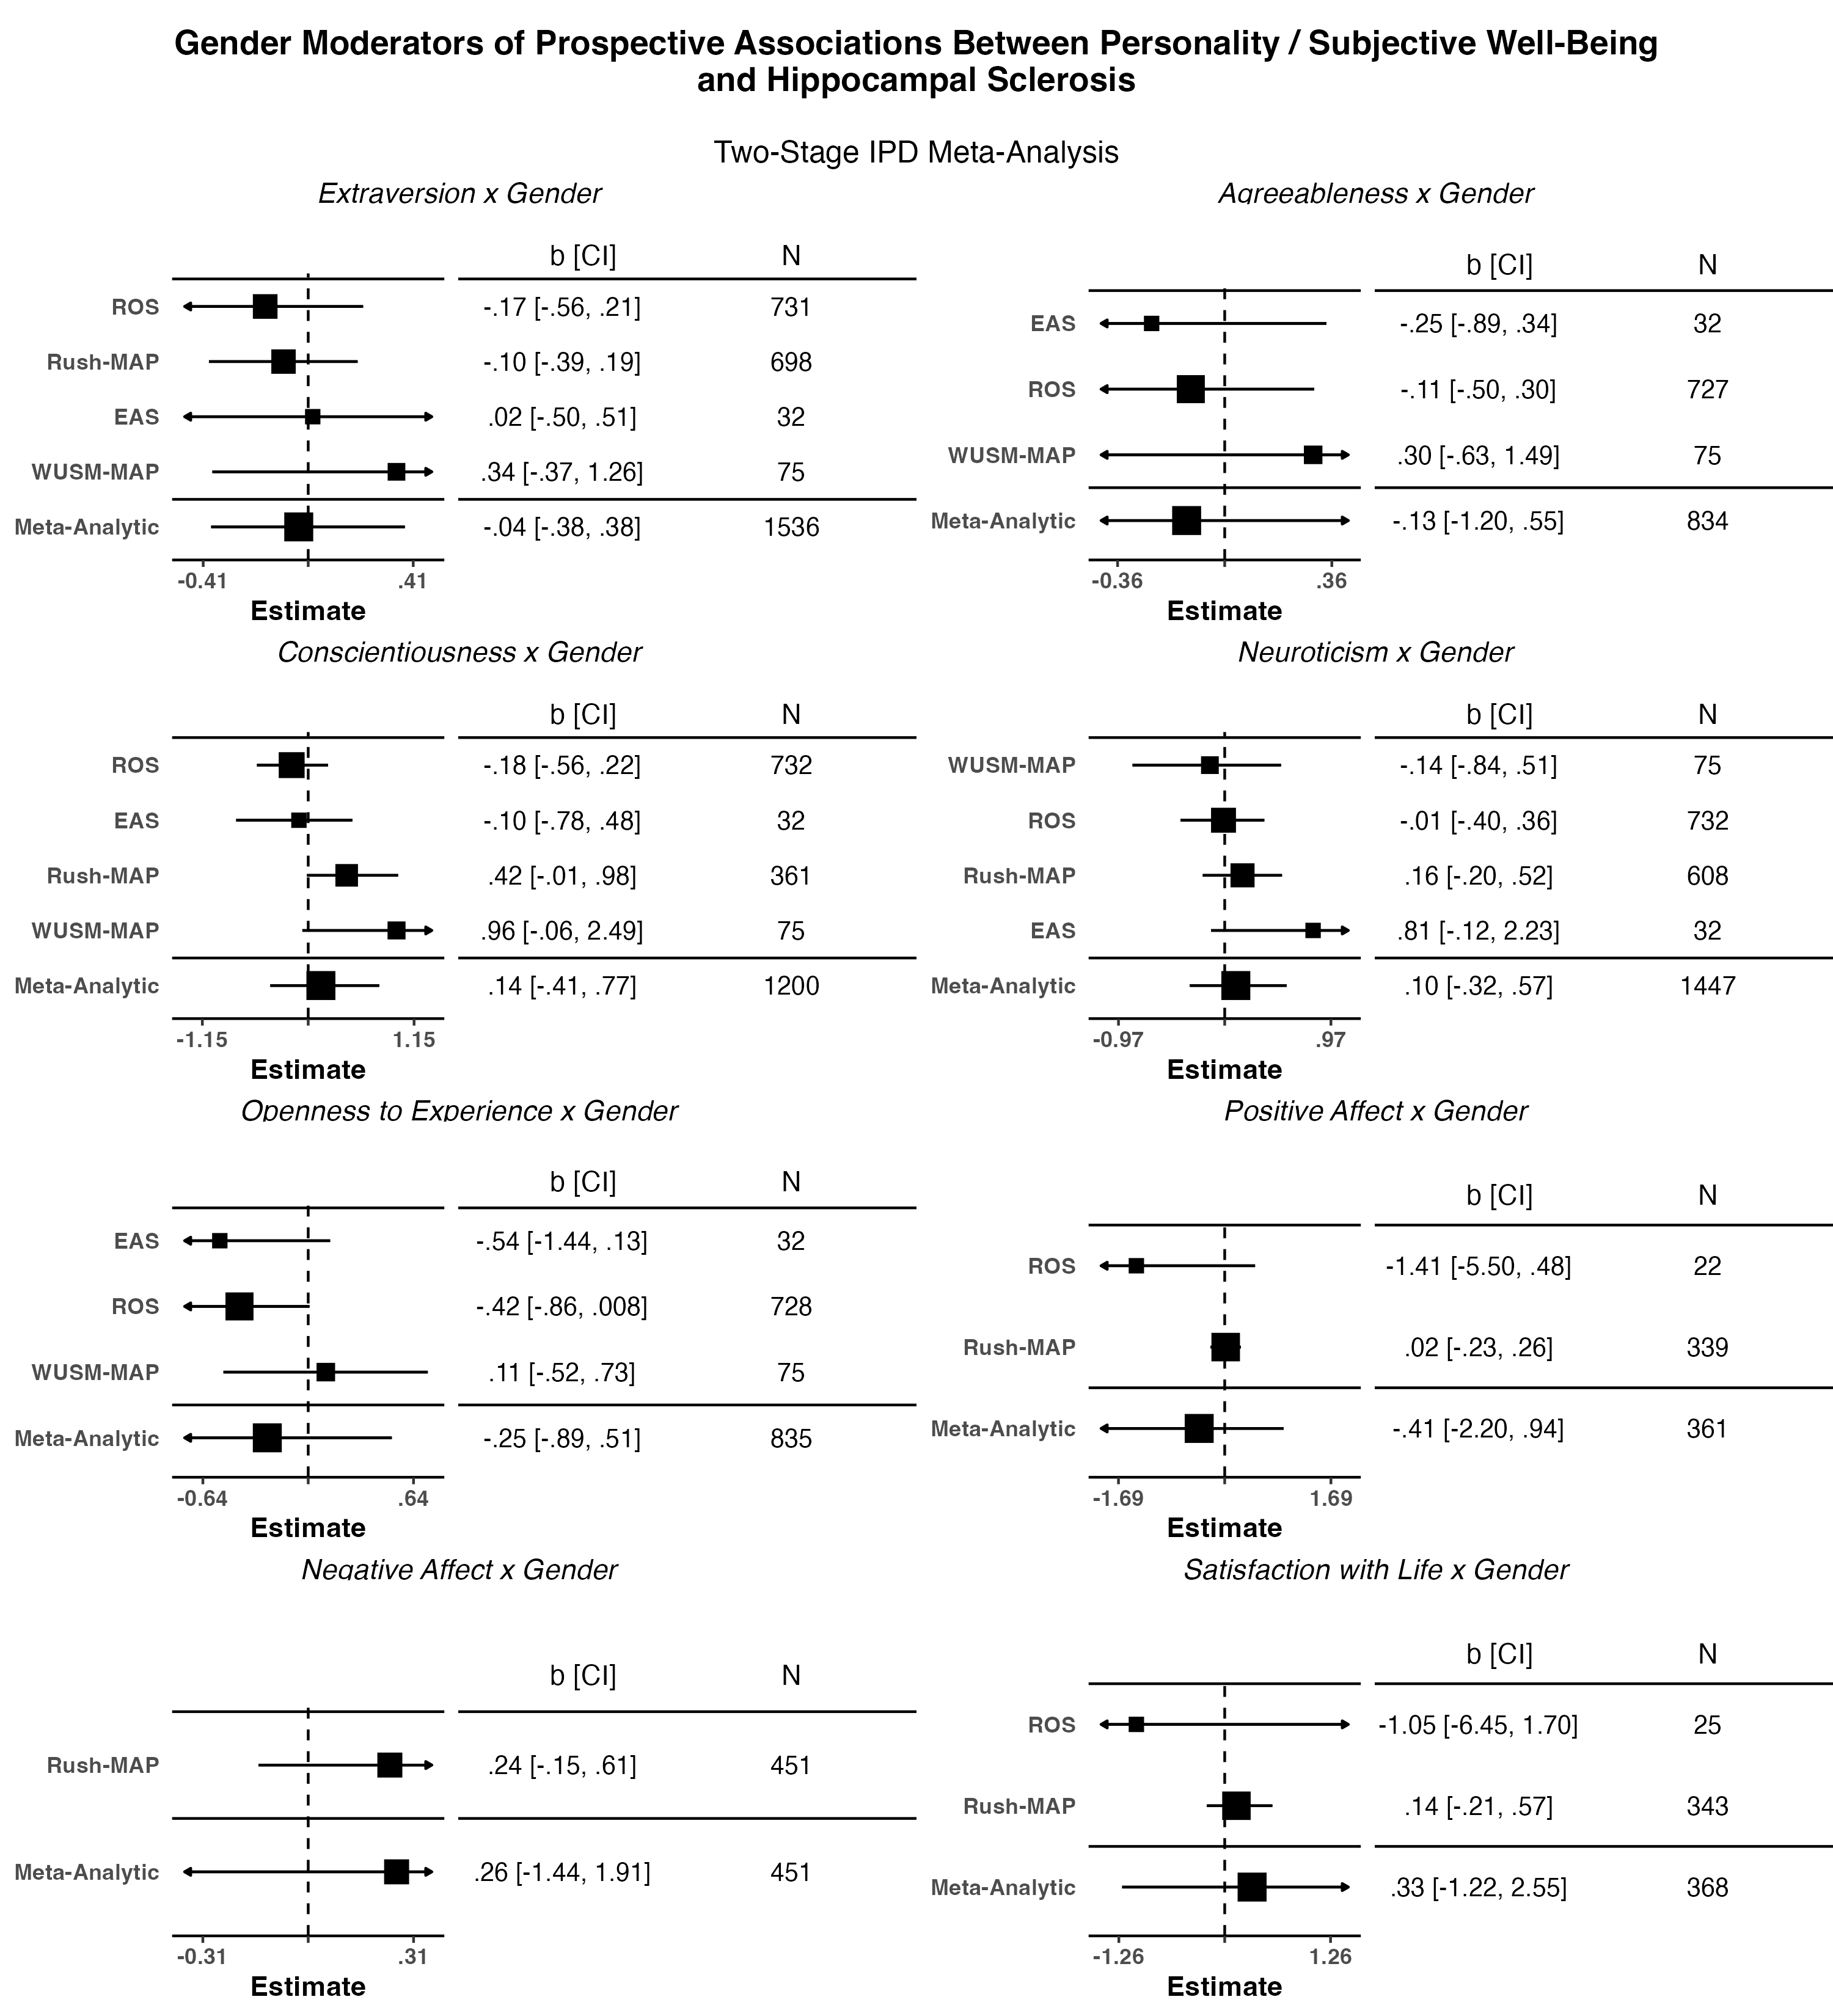 Gender Moderators of Prospective Associations Between Personality / Subjective Well-Being
and Hippocampal Sclerosis
Two-Stage IPD Meta-Analysis
Extraversion x Gender
b [CI] N
ROS -.17 [-.56, .21] 731
Rush-MAP -.10 [-.39, .19] 698
EAS .02 [-.50, .51] 32
WUSM-MAP .34 [-.37, 1.26] 75
Meta-Analytic -.04 [-.38, .38] 1536
-0.41 .41
Estimate
Agreeableness x Gender
b [CI] N
EAS -.25 [-.89, .34] 32
ROS -.11 [-.50, .30] 727
WUSM-MAP .30 [-.63, 1.49] 75
Meta-Analytic -.13 [-1.20, .55] 834
-0.36 .36
Estimate
Conscientiousness x Gender
b [CI] N
ROS -.18 [-.56, .22] 732
EAS -.10 [-.78, .48] 32
Rush-MAP .42 [-.01, .98] 361
WUSM-MAP .96 [-.06, 2.49] 75
Meta-Analytic .14 [-.41, .77] 1200
-1.15 1.15
Estimate
Neuroticism x Gender
b [CI] N
WUSM-MAP -.14 [-.84, .51] 75
ROS -.01 [-.40, .36] 732
Rush-MAP .16 [-.20, .52] 608
EAS .81 [-.12, 2.23] 32
Meta-Analytic .10 [-.32, .57] 1447
-0.97 .97
Estimate
Openness to Experience x Gender
b [CI] N
EAS -.54 [-1.44, .13] 32
ROS -.42 [-.86, .008] 728
WUSM-MAP .11 [-.52, .73] 75
Meta-Analytic -.25 [-.89, .51] 835
-0.64 .64
Estimate
Positive Affect x Gender
b [CI] N
ROS -1.41 [-5.50, .48] 22
Rush-MAP .02 [-.23, .26] 339
Meta-Analytic -.41 [-2.20, .94] 361
-1.69 1.69
Estimate
Negative Affect x Gender
b [CI] N
Rush-MAP .24 [-.15, .61] 451
Meta-Analytic .26 [-1.44, 1.91] 451
-0.31 .31
Estimate
Satisfaction with Life x Gender
b [CI] N
ROS -1.05 [-6.45, 1.70] 25
Rush-MAP .14 [-.21, .57] 343
Meta-Analytic .33 [-1.22, 2.55] 368
-1.26 1.26
Estimate